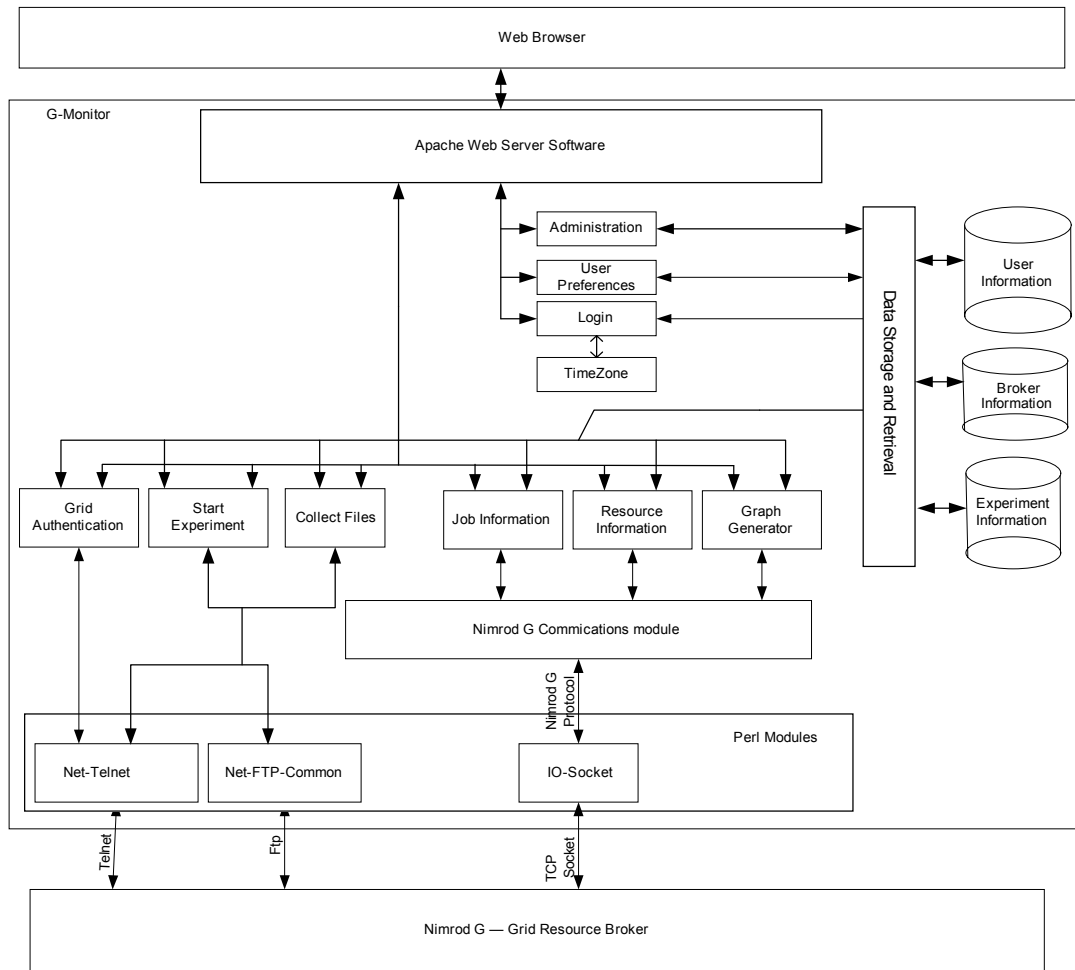 Web Browser
G-Monitor
Apache Web Server Software
Administration
User
Preferences
Login
TimeZone
Data Storage and Retrieval
User
Information
Broker
Information
Experiment
Information
Grid
Authentication
Start
Experiment
Collect Files
Job Information
Resource
Information
Graph
Generator
Nimrod G Commications module
Nimrod G
Protocol
Perl Modules
Net-Telnet
Net-FTP-Common
IO-Socket
Telnet
Ftp
TCP
Socket
Nimrod G — Grid Resource Broker